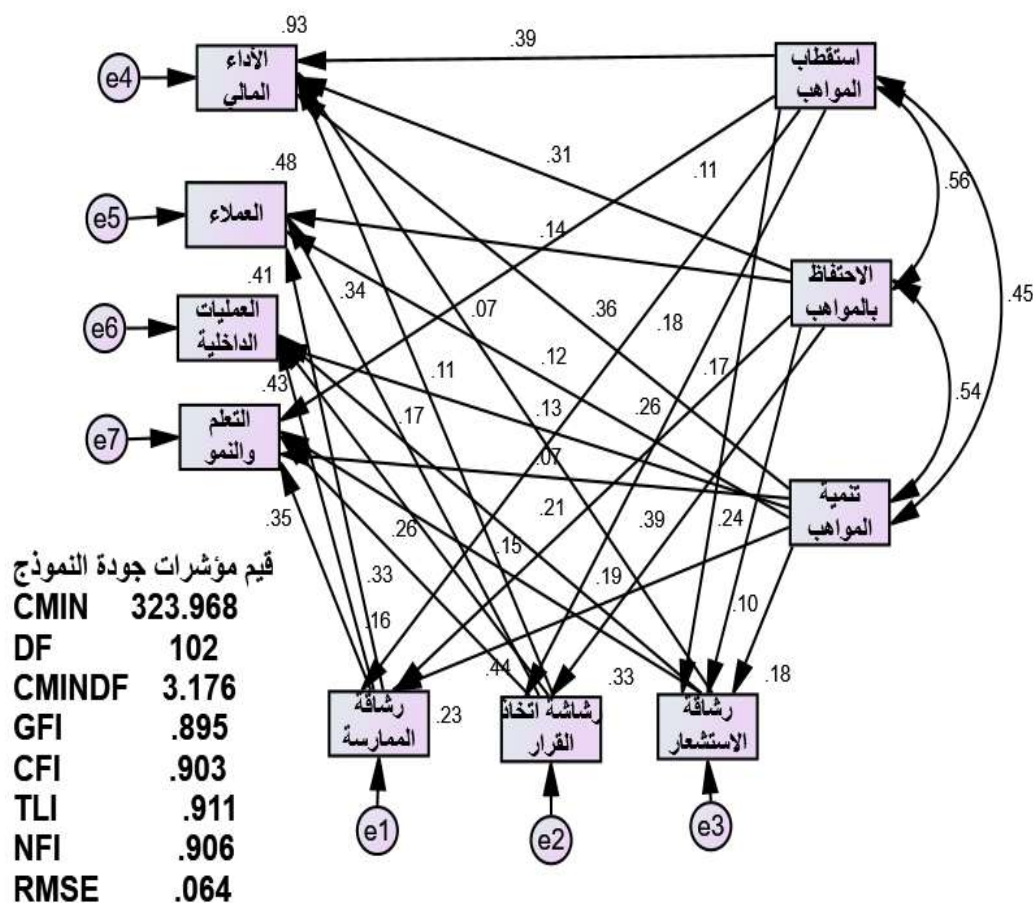 .93
.39
استقطاب
المواهب
الأداء
المالي
e4
.31
.11
.56
.48
.14
العملاء
e5
الاحتفاظ
بالمواهب
.41
.34
.07
.36
.18
.45
العمليات
الداخلية
e6
.12
.17
.43
.11
.54
التعلم
والنمو
e7
.17
.13
.26
.07
تنمية
المواهب
.35
.26
.21
.39
.24
.15
.33
.19
.10
.16
.44
.33
.18
رشاقة
الممارسة
.23
رشاشة اتخاذ
القرار
رشاقة
الاستشعار
e1
e2
e3
قيم مؤشرات جودة النموذج
CMIN 323.968
DF 102
CMINDF 3.176
GFI .895
CFI .903
TLI .911
NFI .906
RMSE .064